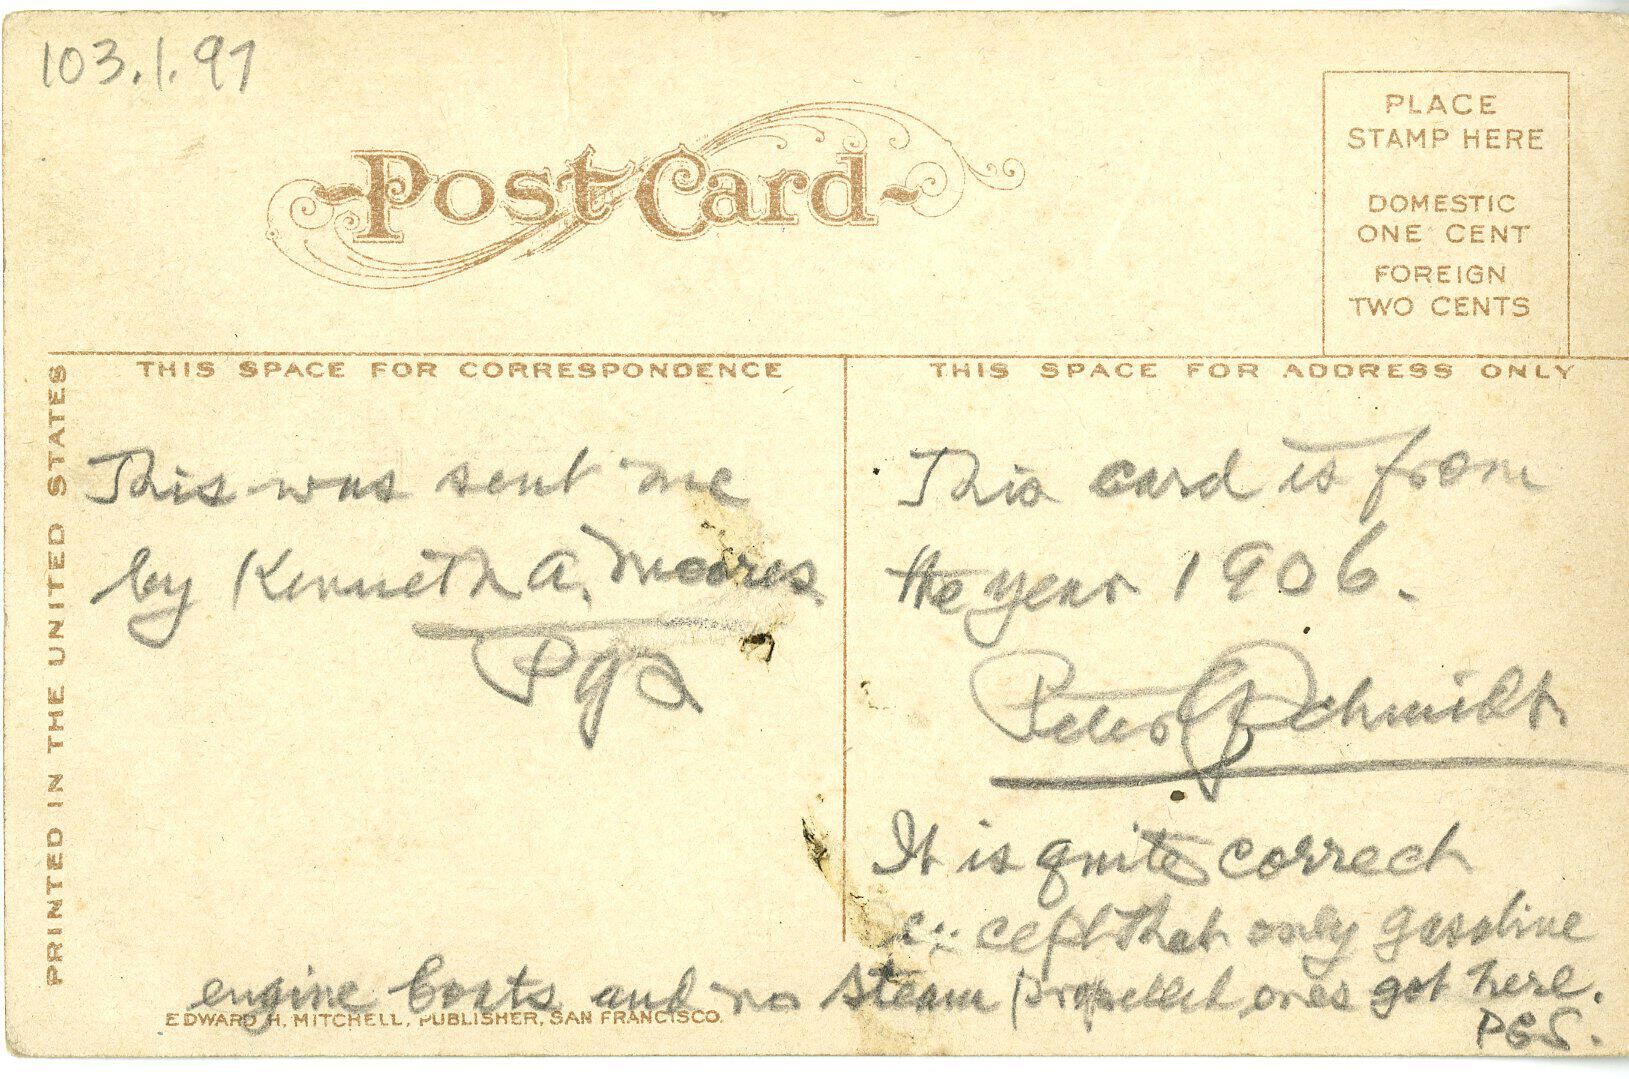 103.1.97
Post Card
PLACE
STAMP HERE
DOMESTIC
ONE CENT
FOREIGN
TWO CENTS
PRINTED IN THE UNITED STATES
THIS SPACE FOR CORRESPONDENCE
THIS SPACE FOR ADDRESS ONLY
This was sent me
by Kenneth A. Moores
PGS
This card is from
the year 1906.
Peter G Schmidt
It is quite correct
except that only gasoline
engine boats and no steam propelled ones got here.
PGS.
EDWARD H. MITCHELL, PUBLISHER, SAN FRANCISCO.